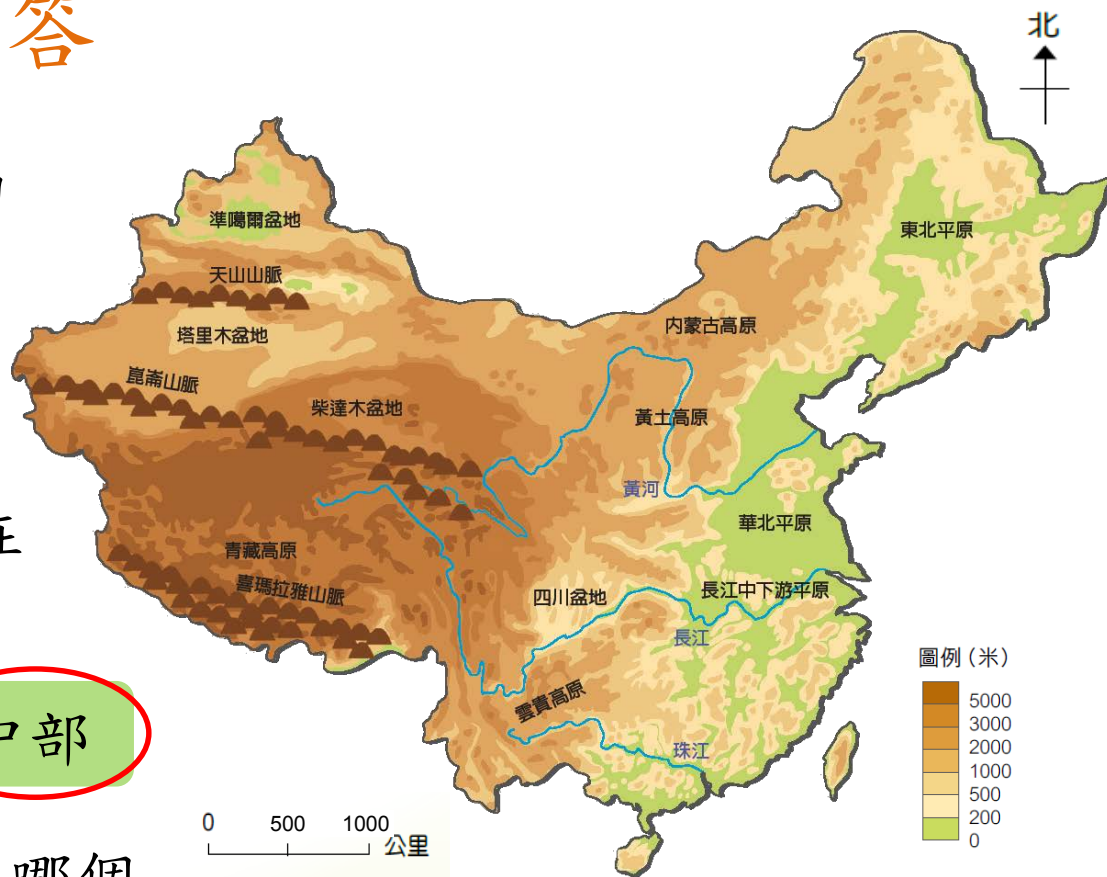 答
北
準噶爾盆地
天山山脈
塔里木盆地
崑崙山脈
柴達木盆地
青藏高原
喜瑪拉雅山脈
東北平原
內蒙古高原
黃土高原
黃河
華北平原
四川盆地
長江中下游平原
長江
雲貴高原
珠江
中部
哪個
圖例（米）
5000
3000
2000
1000
500
200
0
0 500 1000 公里